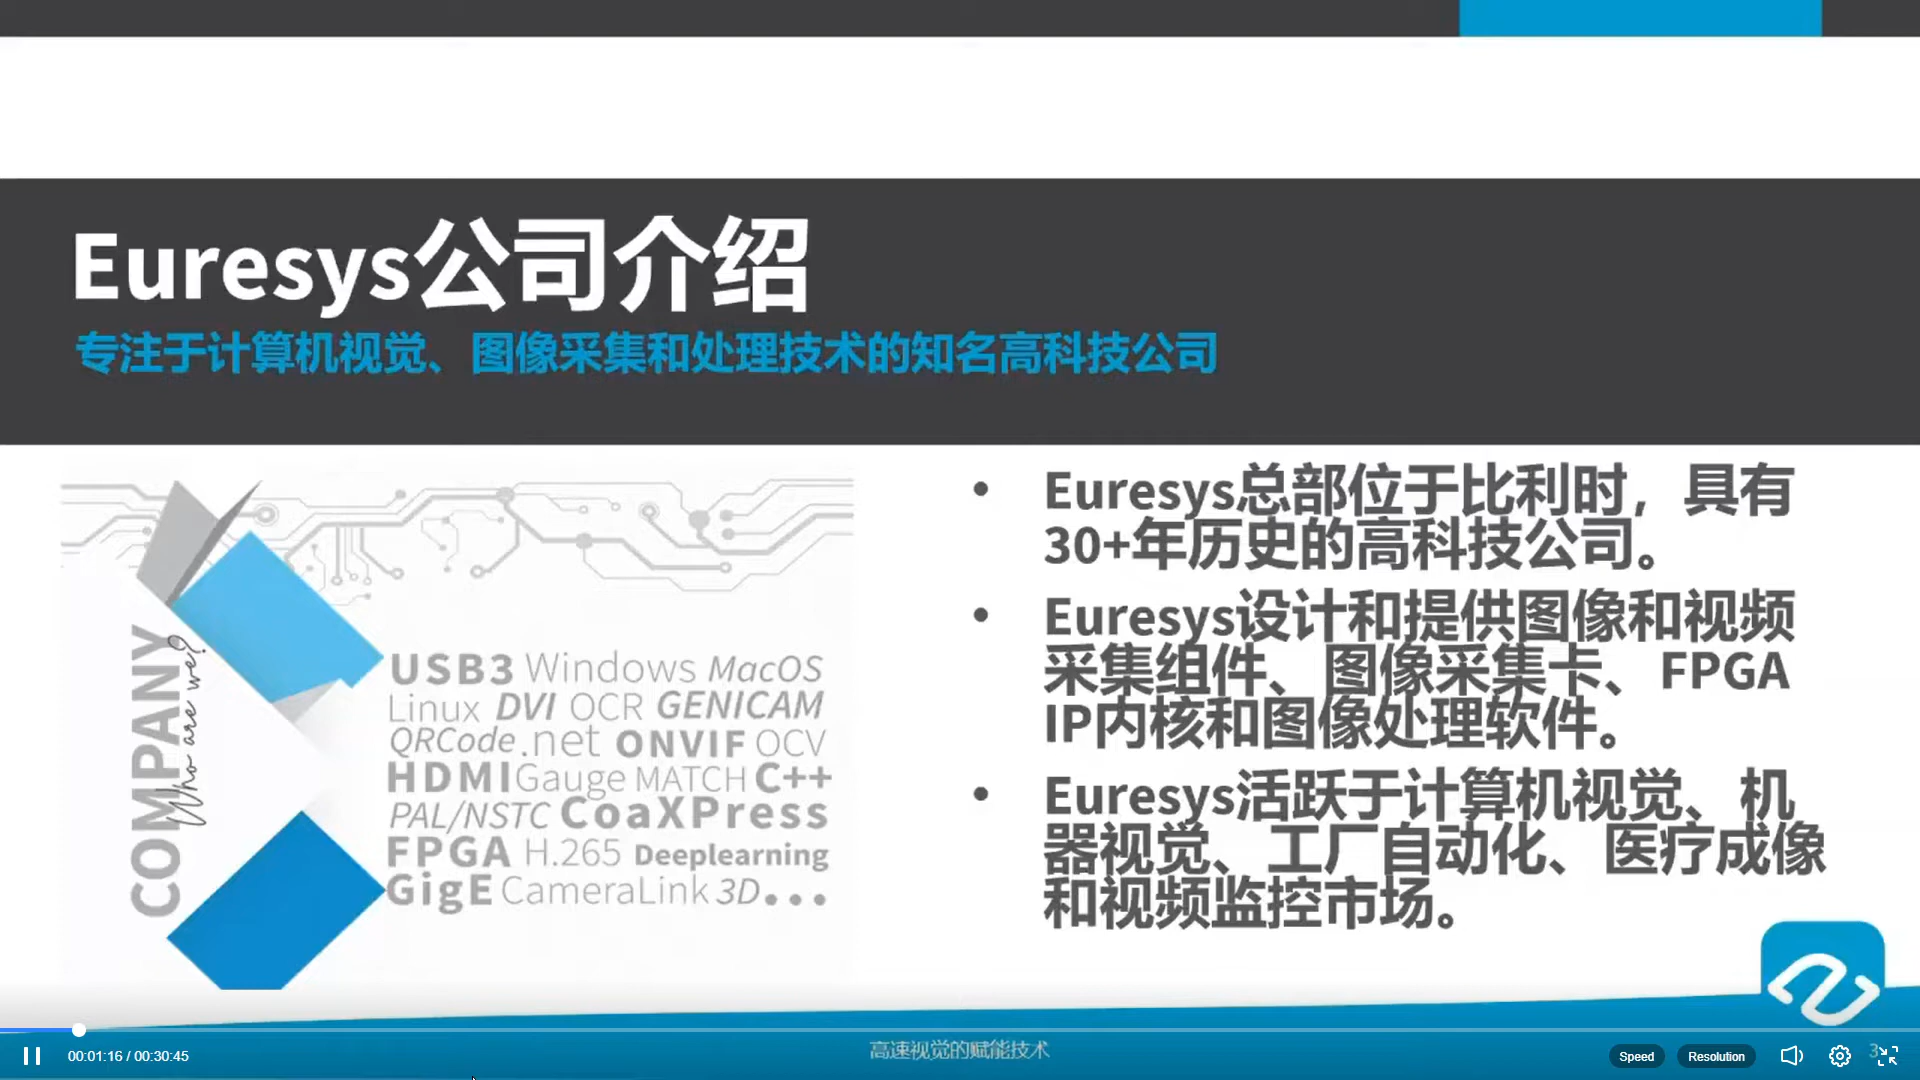 Euresys公司介绍
专注于计算机视觉、图像采集和处理技术的知名高科技公司
COMPANY
Who are we?
USB3 Windows MacOS
Linux DVI OCR GENICAM
QRCode .net ONVIF OCV
HDMI Gauge MATCH C++
PAL/NSTC CoaXPress
FPGA H.265 Deeplearning
GigE CameraLink 3D...
• Euresys总部位于比利时，具有
30+年历史的高科技公司。
• Euresys设计和提供图像和视频
采集组件、图像采集卡、FPGA
IP内核和图像处理软件。
• Euresys活跃于计算机视觉、机
器视觉、工厂自动化、医疗成像
和视频监控市场。
00:01:16 / 00:30:45
高速视觉的赋能技术
Speed
Resolution
3